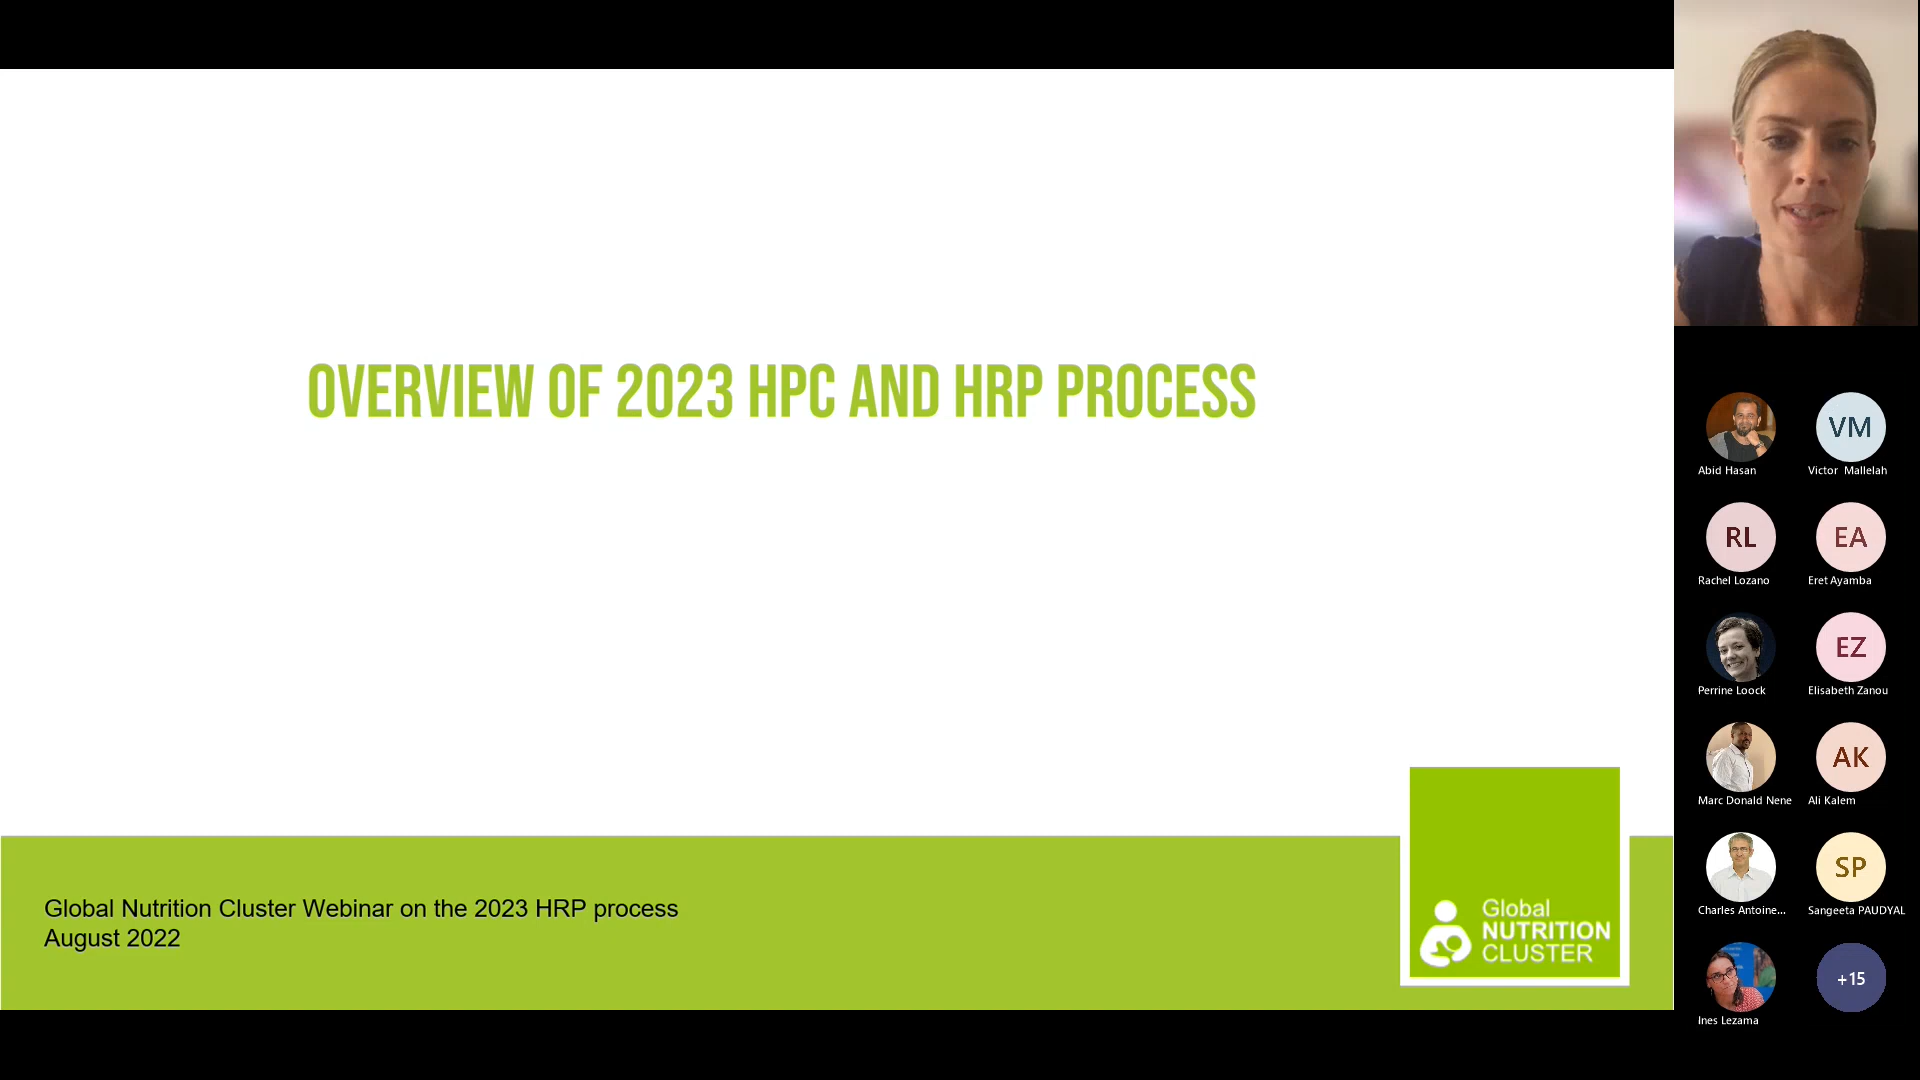 OVERVIEW OF 2023 HPC AND HRP PROCESS
Global Nutrition Cluster Webinar on the 2023 HRP process
August 2022
Global
NUTRITION
CLUSTER
Abid Hasan
VM
Victor Mallelah
RL
Rachel Lozano
EA
Eret Ayamba
Perrine Loock
EZ
Elisabeth Zanou
Marc Donald Nene
AK
Ali Kalem
Charles Antoine...
SP
Sangeeta PAUDYAL
Ines Lezama
+15